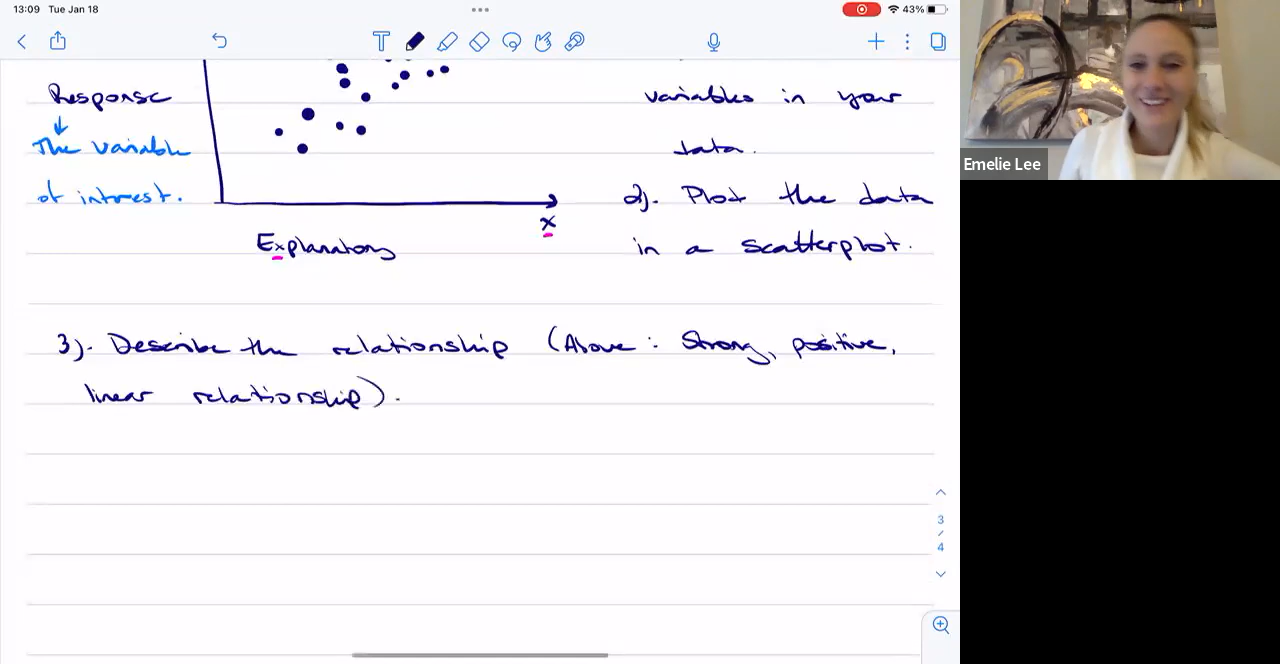 13:09 Tue Jan 18
43%
T
Response
variables in your
The variable
data.
of interest.
2). Plot the data
x
Explanatory
in a scatterplot.
3). Describe the relationship (Above: Strong, positive,
linear relationship).
3
4
Emelie Lee